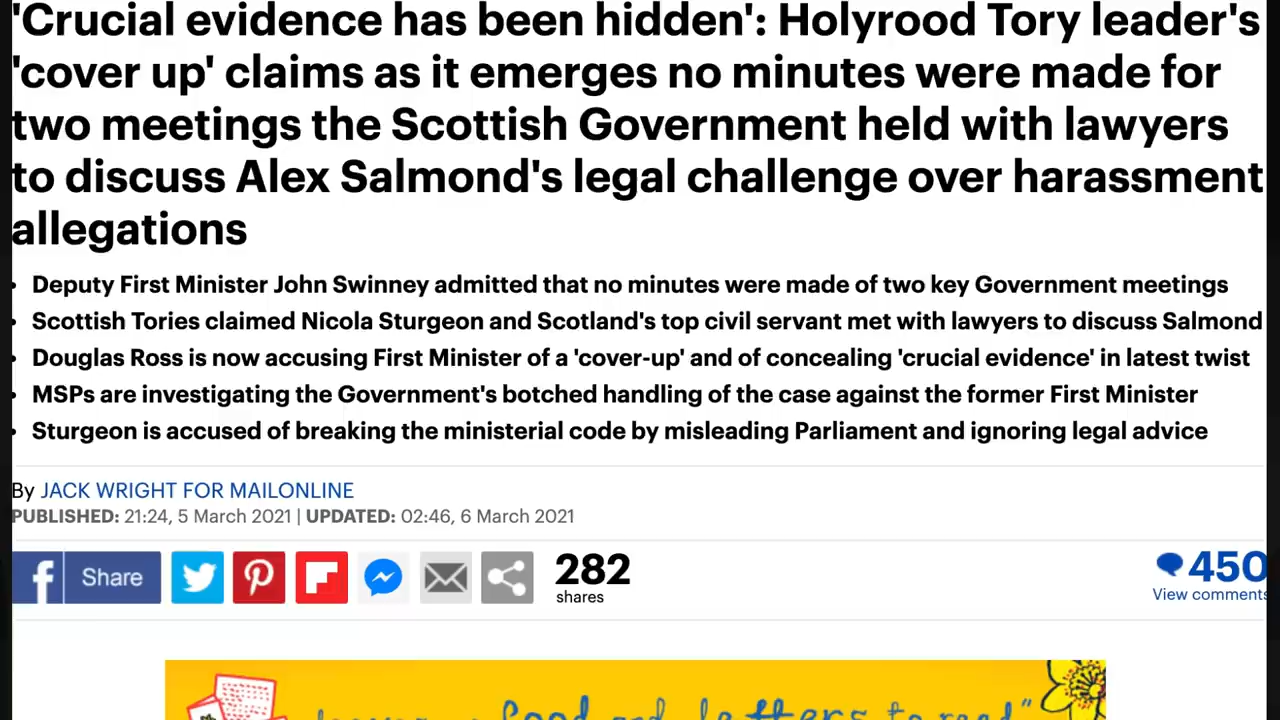 'Crucial evidence has been hidden': Holyrood Tory leader's
'cover up' claims as it emerges no minutes were made for
two meetings the Scottish Government held with lawyers
to discuss Alex Salmond's legal challenge over harassment
allegations
• Deputy First Minister John Swinney admitted that no minutes were made of two key Government meetings
• Scottish Tories claimed Nicola Sturgeon and Scotland's top civil servant met with lawyers to discuss Salmond
• Douglas Ross is now accusing First Minister of a 'cover-up' and of concealing 'crucial evidence' in latest twist
• MSPs are investigating the Government's botched handling of the case against the former First Minister
• Sturgeon is accused of breaking the ministerial code by misleading Parliament and ignoring legal advice
By JACK WRIGHT FOR MAILONLINE
PUBLISHED: 21:24, 5 March 2021 | UPDATED: 02:46, 6 March 2021
f Share
282
shares
450
View comments
food and letters to read"